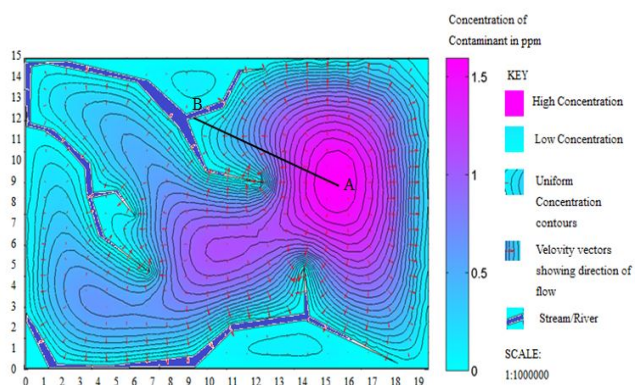 Concentration of
Contaminant in ppm
15
14
13
12
11
10
9
8
7
6
5
4
3
2
1
0
B
A
0 1 2 3 4 5 6 7 8 9 10 11 12 13 14 15 16 17 18 19
1.5
1
0.5
0
KEY
High Concentration
Low Concentration
Uniform
Concentration
contours
Velovity vectors
showing direction of
flow
Stream/River
SCALE:
1:1000000